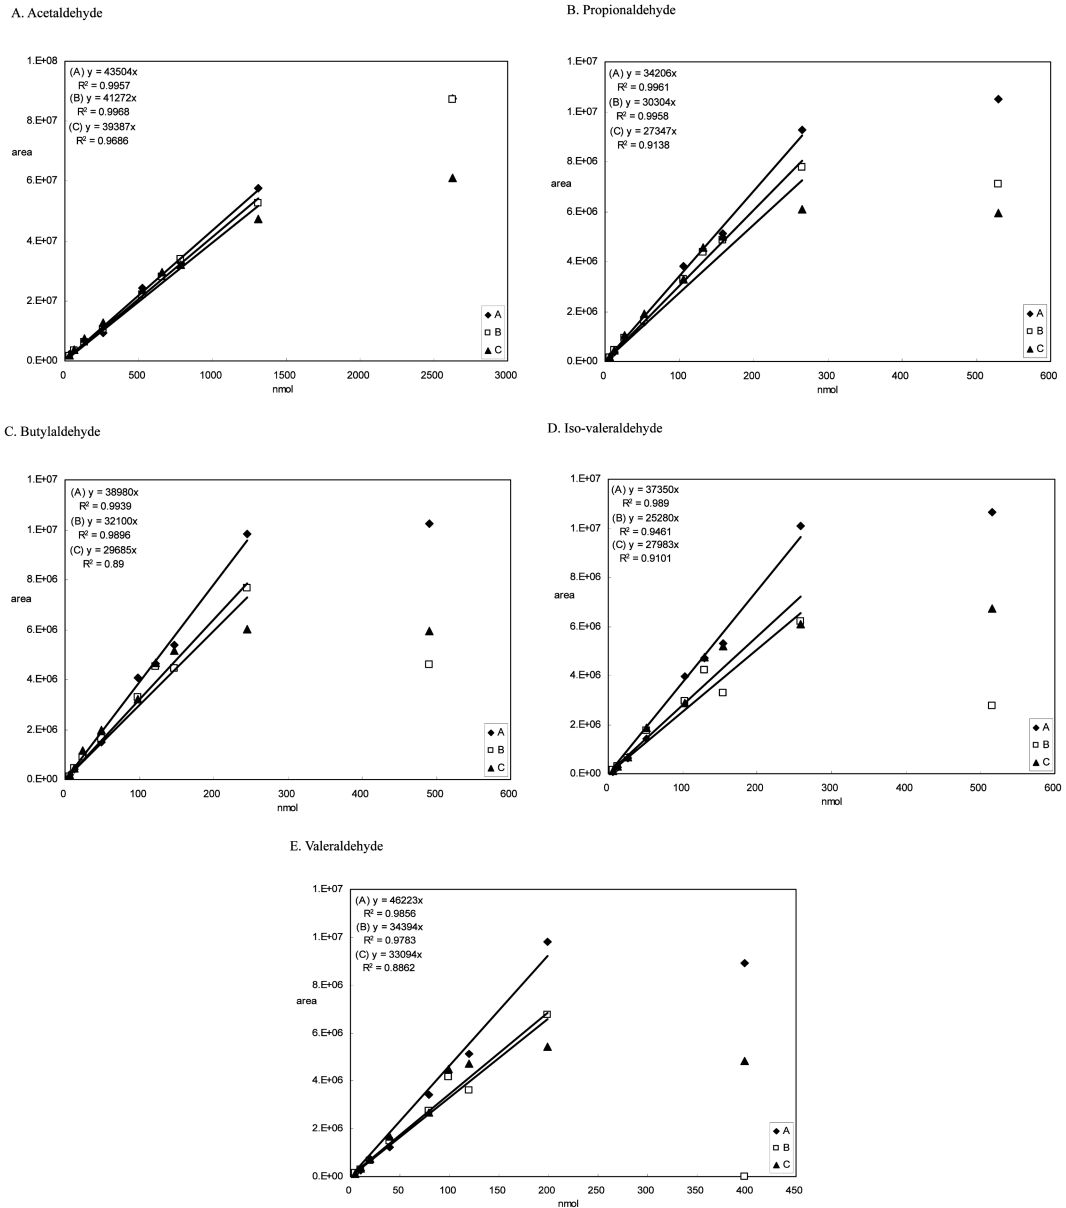 A. Acetaldehyde
1.E+08
8.E+07
6.E+07
4.E+07
2.E+07
0.E+00
area
(A) y = 43504x
R² = 0.9957
(B) y = 41272x
R² = 0.9968
(C) y = 39387x
R² = 0.9686
A
B
C
0 500 1000 1500 2000 2500 3000
nmol
B. Propionaldehyde
1.E+07
1.E+07
8.E+06
6.E+06
4.E+06
2.E+06
0.E+00
area
(A) y = 34206x
R² = 0.9961
(B) y = 30304x
R² = 0.9958
(C) y = 27347x
R² = 0.9138
A
B
C
0 100 200 300 400 500 600
nmol
C. Butylaldehyde
1.E+07
1.E+07
8.E+06
6.E+06
4.E+06
2.E+06
0.E+00
area
(A) y = 38980x
R² = 0.9939
(B) y = 32100x
R² = 0.9896
(C) y = 29685x
R² = 0.89
A
B
C
0 100 200 300 400 500 600
nmol
D. Iso-valeraldehyde
1.E+07
1.E+07
8.E+06
6.E+06
4.E+06
2.E+06
0.E+00
area
(A) y = 37350x
R² = 0.989
(B) y = 25280x
R² = 0.9461
(C) y = 27983x
R² = 0.9101
A
B
C
0 100 200 300 400 500 600
nmol
E. Valeraldehyde
1.E+07
1.E+07
8.E+06
6.E+06
4.E+06
2.E+06
0.E+00
area
(A) y = 46223x
R² = 0.9856
(B) y = 34394x
R² = 0.9783
(C) y = 33094x
R² = 0.8862
A
B
C
0 50 100 150 200 250 300 350 400 450
nmol